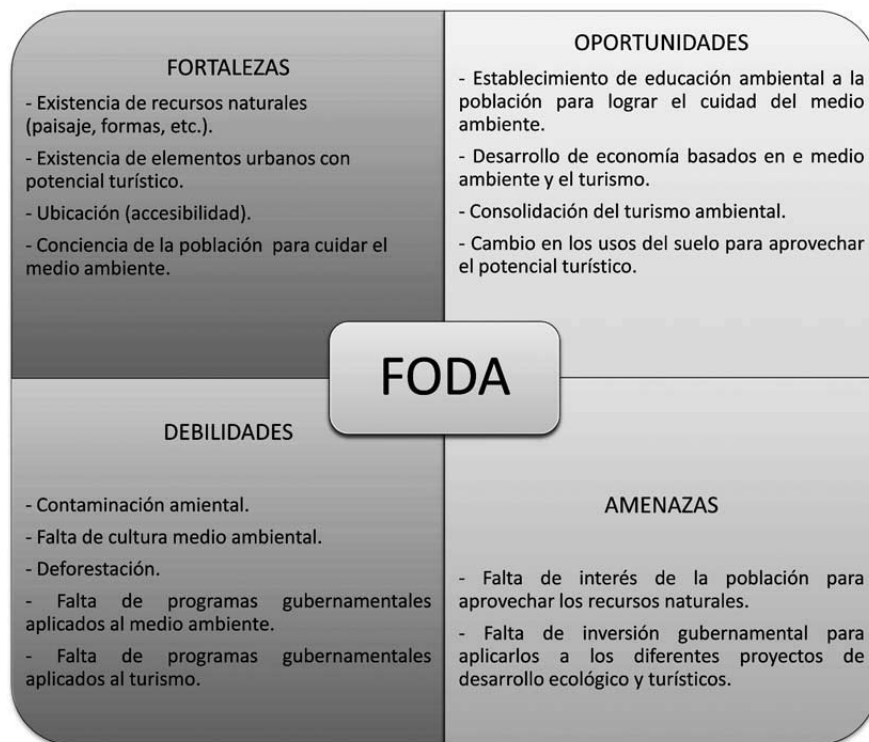 FORTALEZAS
- Existencia de recursos naturales
(paisaje, formas, etc.).
- Existencia de elementos urbanos con
potencial turístico.
- Ubicación (accesibilidad).
- Conciencia de la población para cuidar el
medio ambiente.
OPORTUNIDADES
- Establecimiento de educación ambiental a la
población para lograr el cuidad del medio
ambiente.
- Desarrollo de economía basados en e medio
ambiente y el turismo.
- Consolidación del turismo ambiental.
- Cambio en los usos del suelo para aprovechar
el potencial turístico.
FODA
DEBILIDADES
- Contaminación amiental.
- Falta de cultura medio ambiental.
- Deforestación.
- Falta de programas gubernamentales
aplicados al medio ambiente.
- Falta de programas gubernamentales
aplicados al turismo.
AMENAZAS
- Falta de interés de la población para
aprovechar los recursos naturales.
- Falta de inversión gubernamental para
aplicarlos a los diferentes proyectos de
desarrollo ecológico y turísticos.